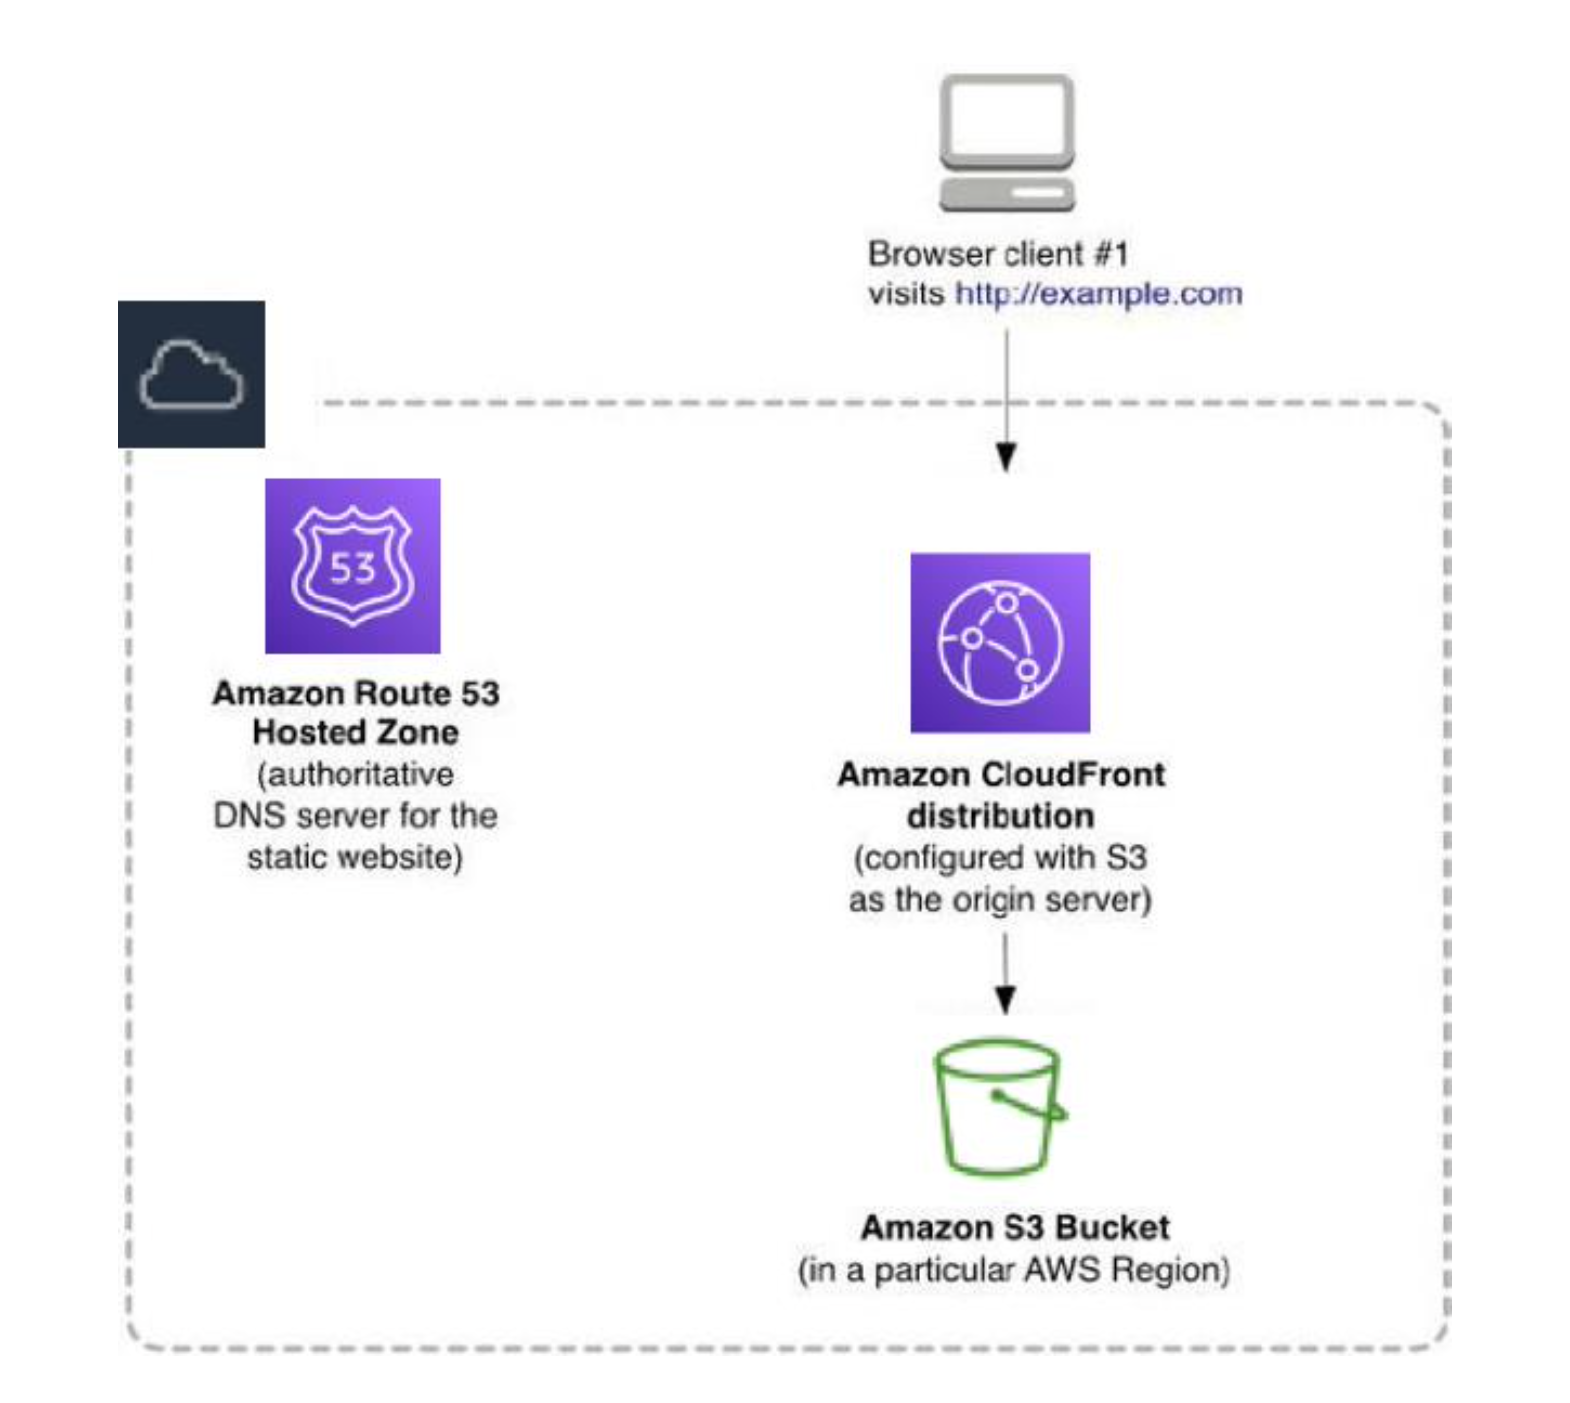 Browser client #1
visits http://example.com
53
Amazon Route 53
Hosted Zone
(authoritative
DNS server for the
static website)
Amazon CloudFront
distribution
(configured with S3
as the origin server)
Amazon S3 Bucket
(in a particular AWS Region)